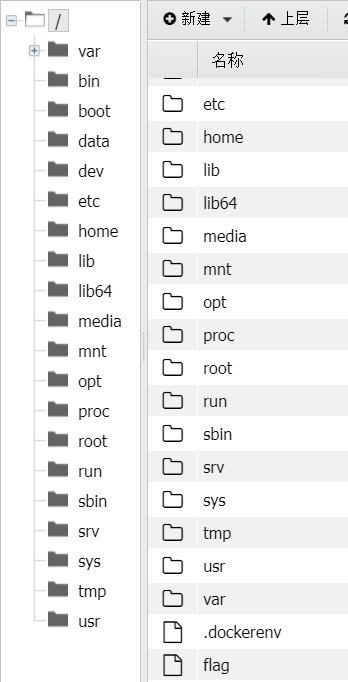 /
var
bin
boot
data
dev
etc
home
lib
lib64
media
mnt
opt
proc
root
run
sbin
srv
sys
tmp
usr
新建 上层
名称
etc
home
lib
lib64
media
mnt
opt
proc
root
run
sbin
srv
sys
tmp
usr
var
.dockerenv
flag